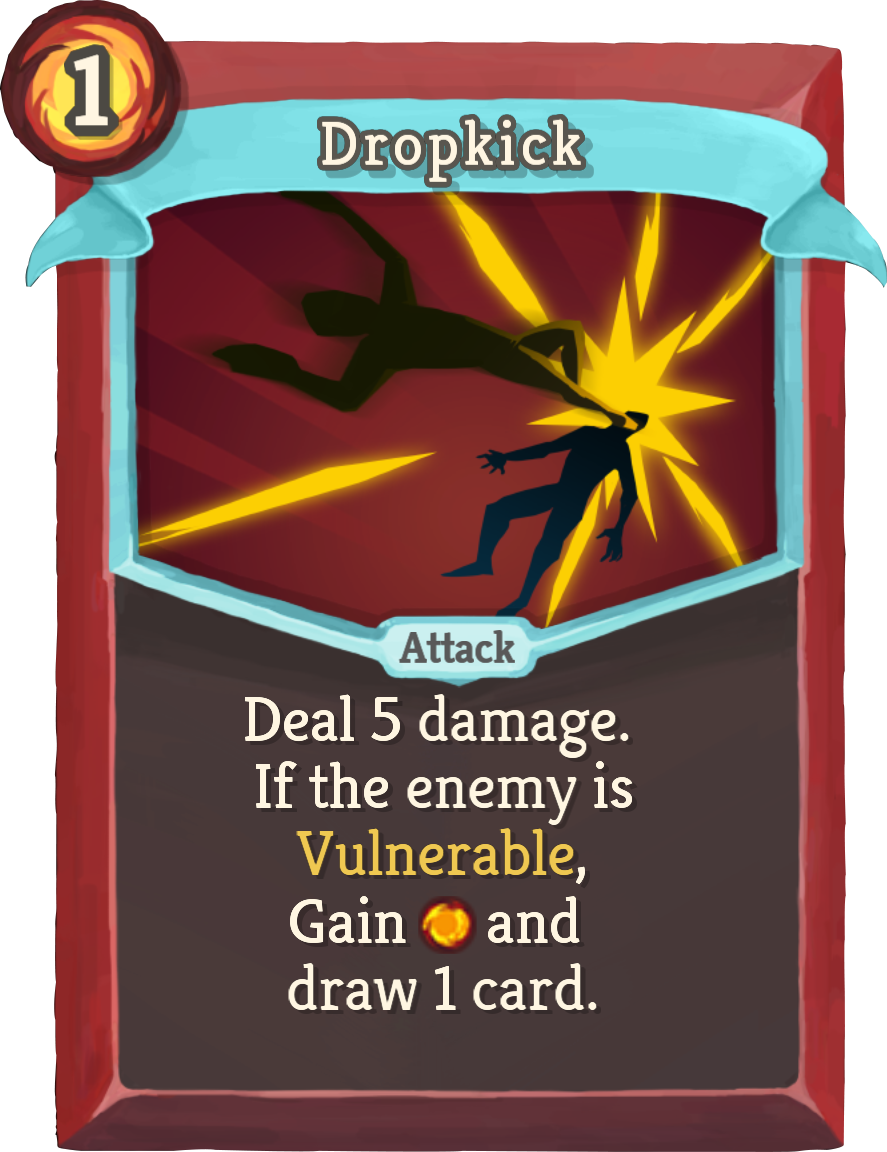 1
Dropkick
Attack
Deal 5 damage.
If the enemy is
Vulnerable,
Gain and
draw 1 card.